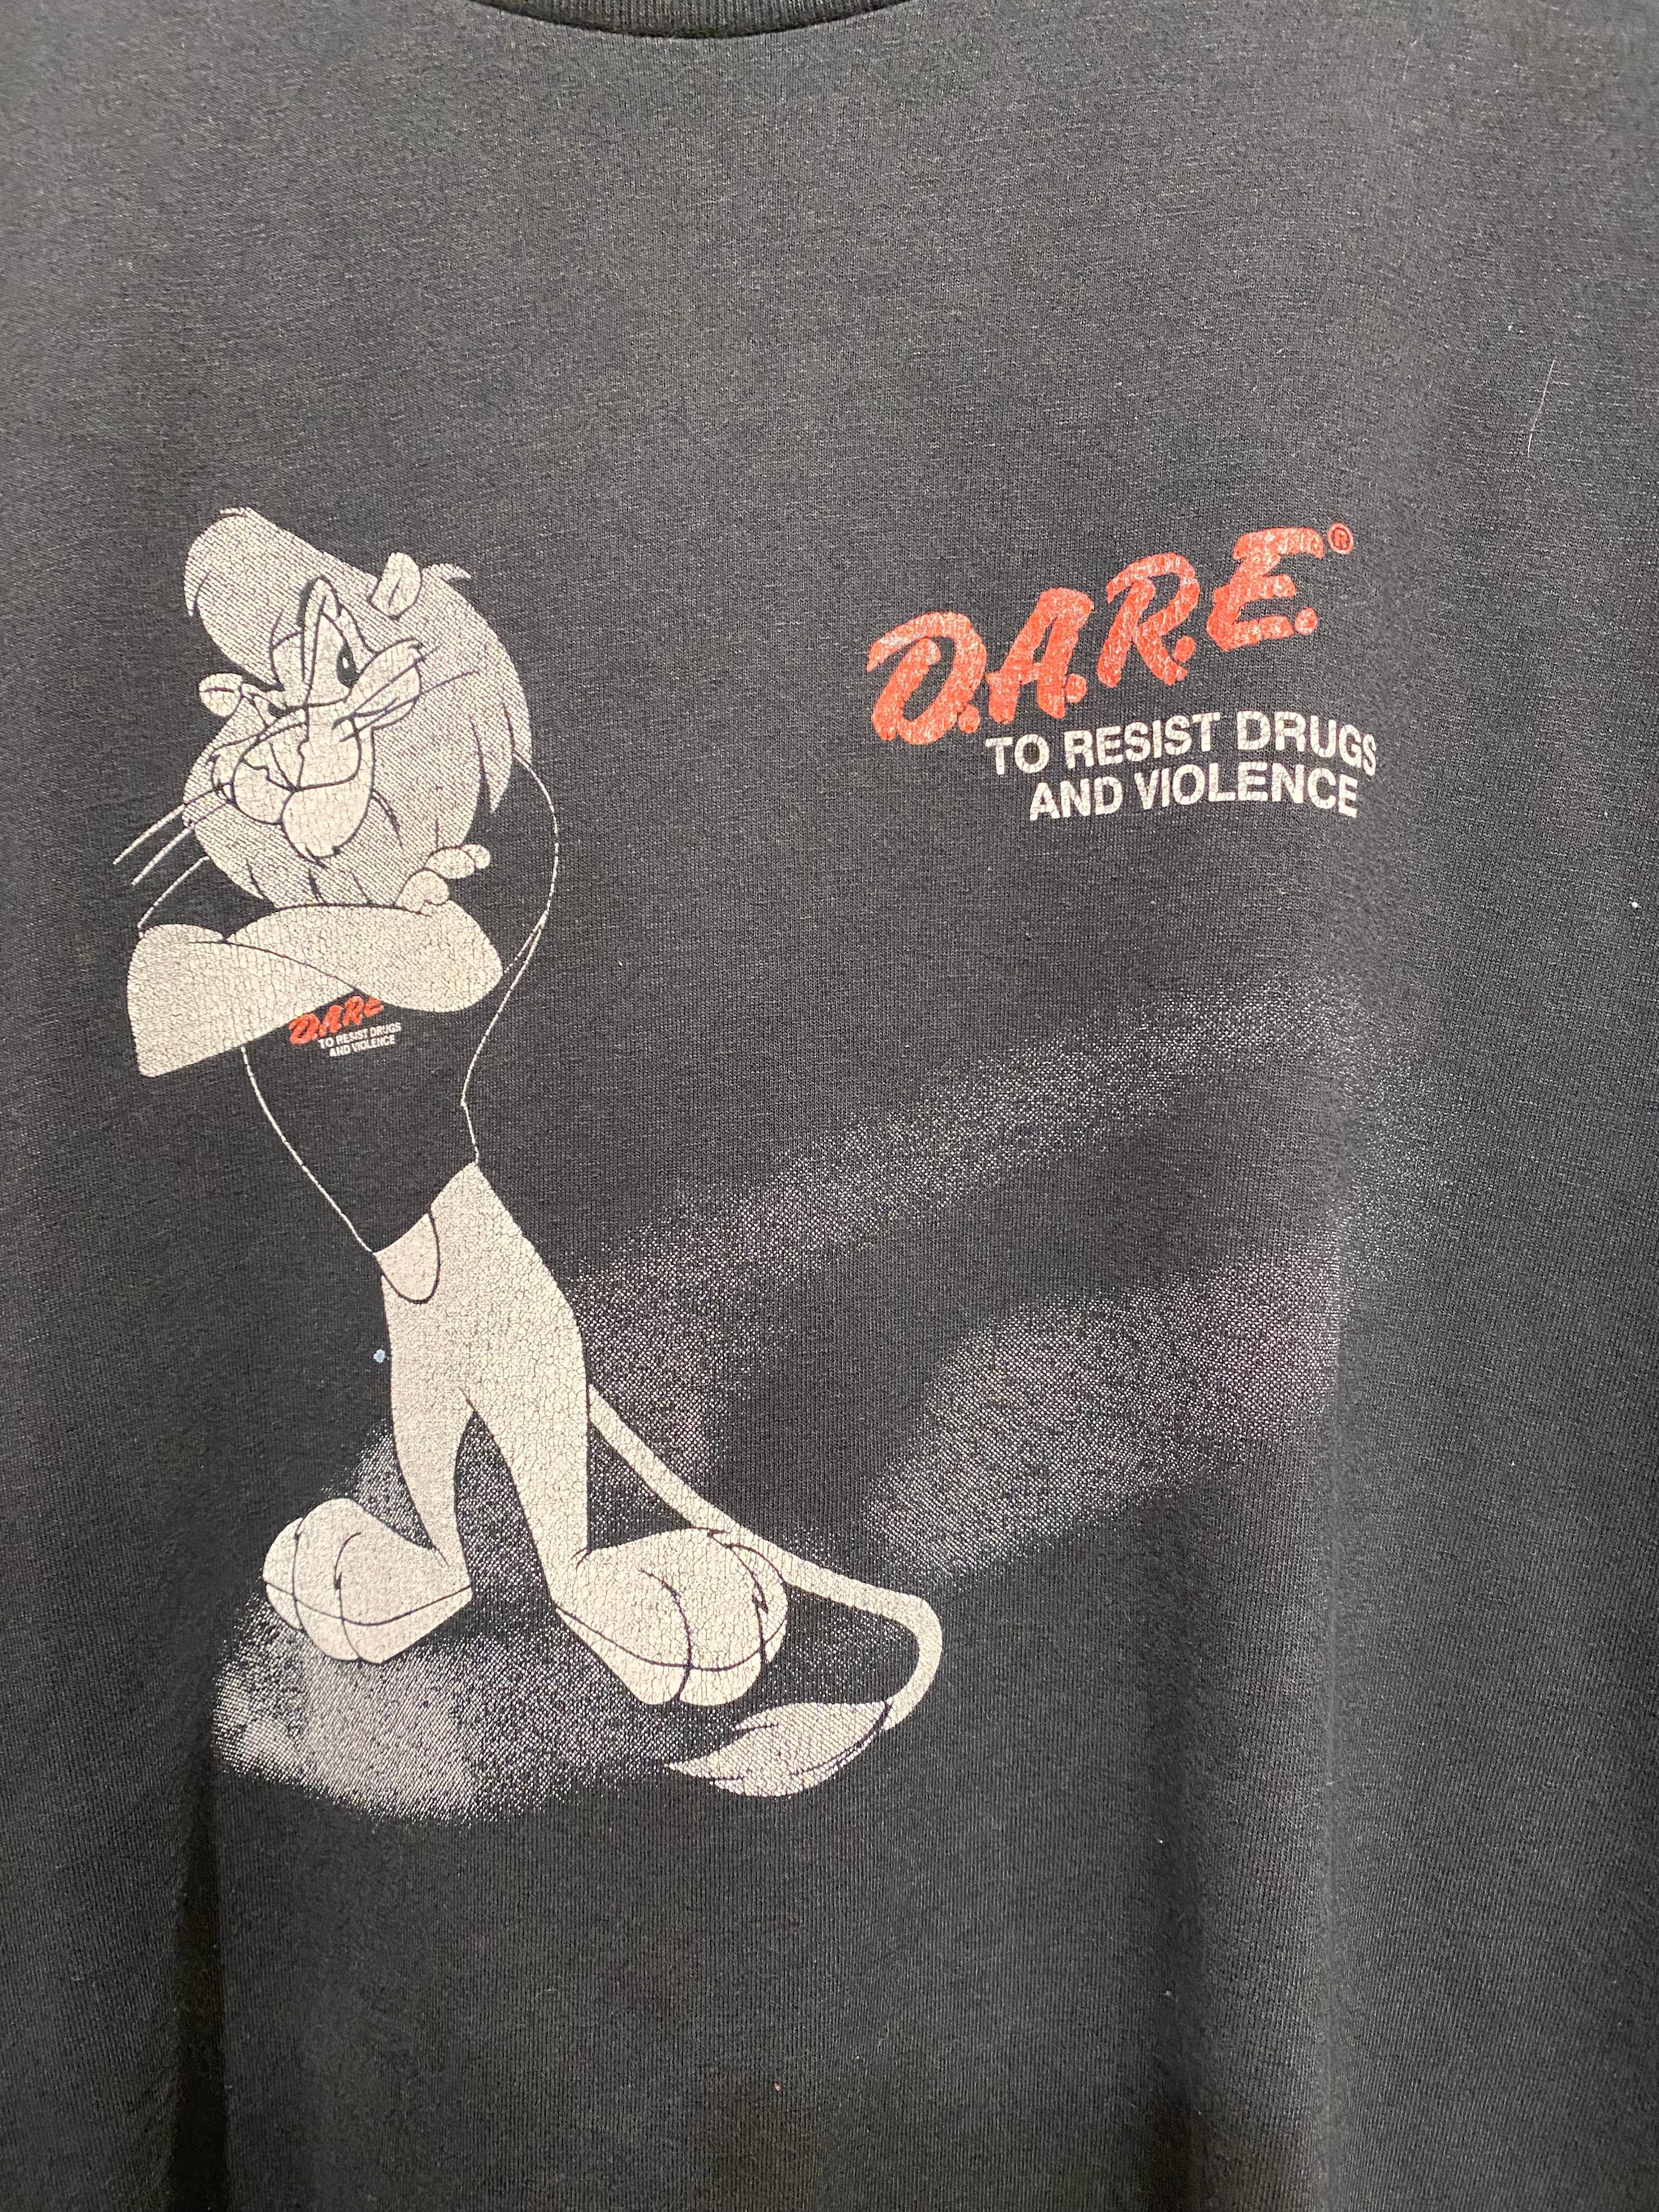 D.A.R.E.®
TO RESIST DRUGS
AND VIOLENCE
D.A.R.E
TO RESIST DRUGS
AND VIOLENCE